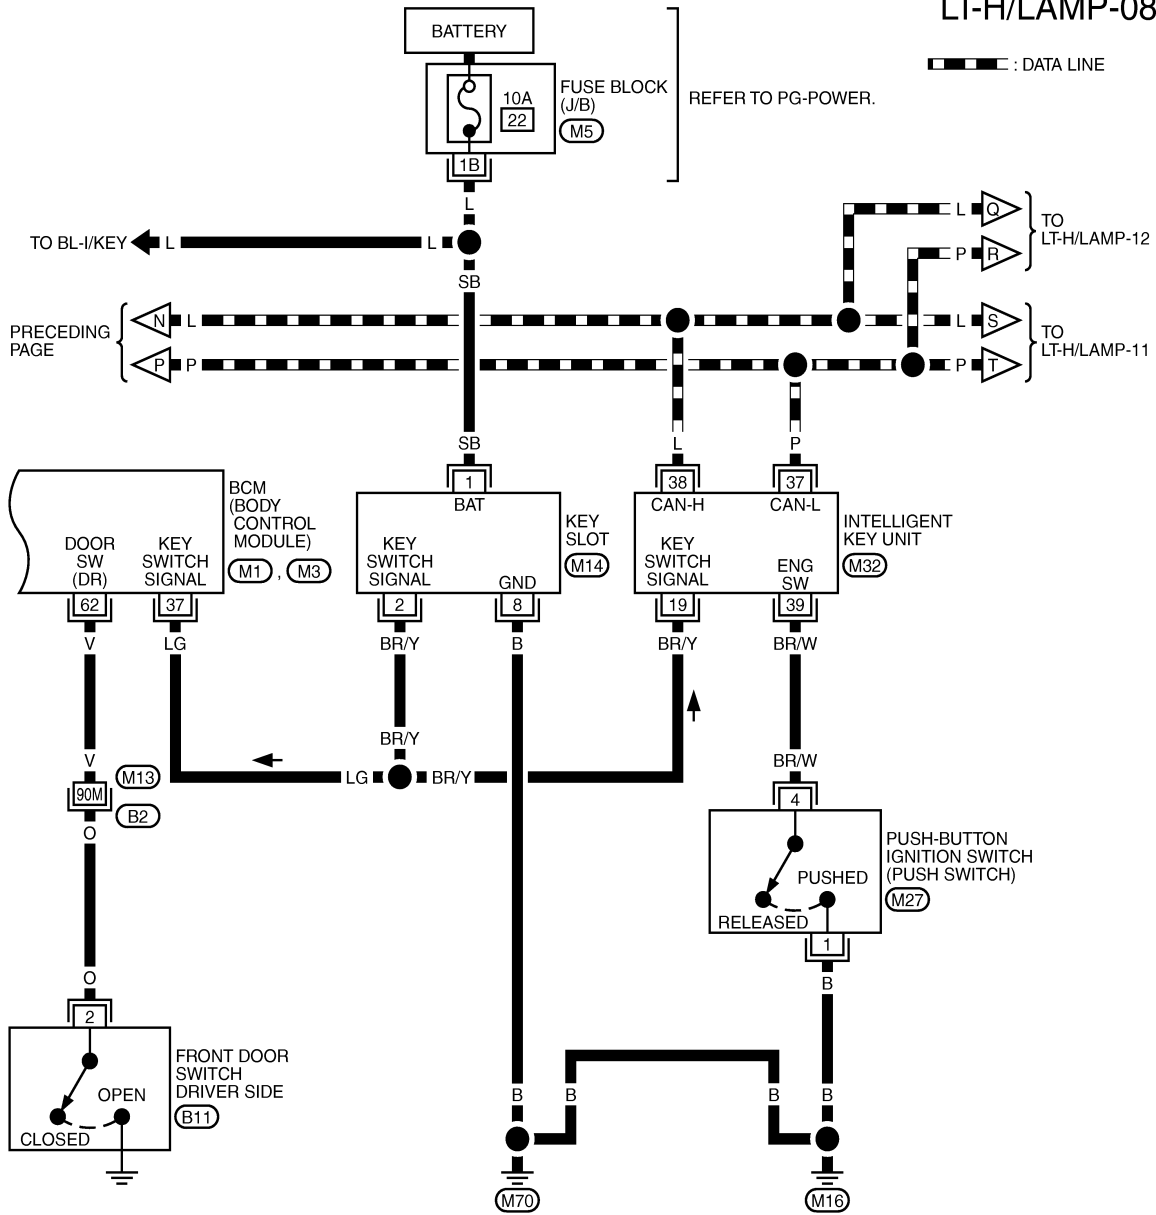 LT-H/LAMP-08
BATTERY
: DATA LINE
FUSE BLOCK
(J/B)
M5
10A
22
REFER TO PG-POWER.
1B
L
TO BL-I/KEY
L
L
SB
L
Q
P
R
TO
LT-H/LAMP-12
PRECEDING
PAGE
N
L
P
P
L
S
P
T
TO
LT-H/LAMP-11
SB
L
P
1
BAT
38
CAN-H
37
CAN-L
BCM
(BODY
CONTROL
MODULE)
M1
,
M3
DOOR
SW
(DR)
KEY
SWITCH
SIGNAL
62
37
KEY
SWITCH
SIGNAL
GND
KEY
SLOT
M14
2
8
KEY
SWITCH
SIGNAL
ENG
SW
INTELLIGENT
KEY UNIT
M32
19
39
V
LG
BR/Y
B
BR/Y
BR/W
BR/Y
V
BR/W
M13
LG
BR/Y
90M
B2
O
4
PUSH-BUTTON
IGNITION SWITCH
(PUSH SWITCH)
M27
PUSHED
RELEASED
1
O
B
2
FRONT DOOR
SWITCH
DRIVER SIDE
B11
OPEN
CLOSED
B
B
B
B
M70
M16